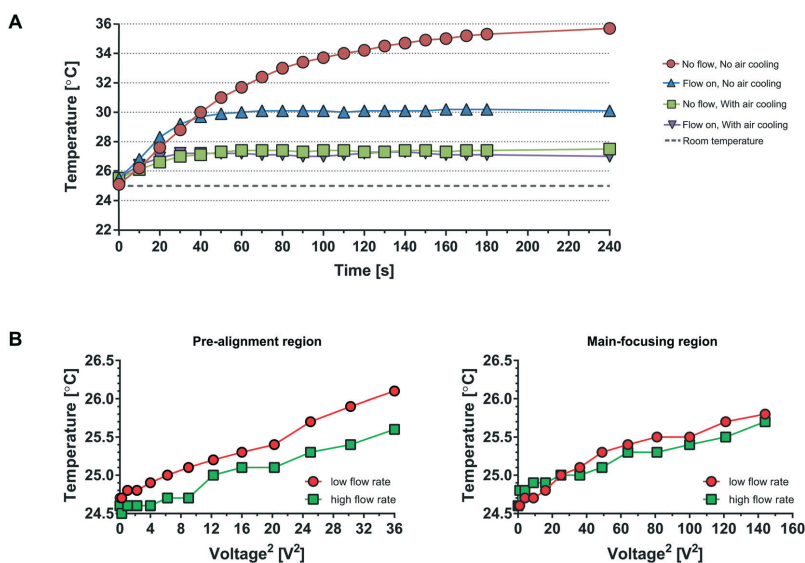 A
Temperature [°C]
36
34
32
30
28
26
24
22
0 20 40 60 80 100 120 140 160 180 200 220 240
Time [s]
No flow, No air cooling
Flow on, No air cooling
No flow, With air cooling
Flow on, With air cooling
Room temperature
B
Pre-alignment region
Temperature [°C]
26.5
26.0
25.5
25.0
24.5
0 4 8 12 16 20 24 28 32 36
Voltage² [V²]
low flow rate
high flow rate
Main-focusing region
Temperature [°C]
26.5
26.0
25.5
25.0
24.5
0 20 40 60 80 100 120 140 160
Voltage² [V²]
low flow rate
high flow rate